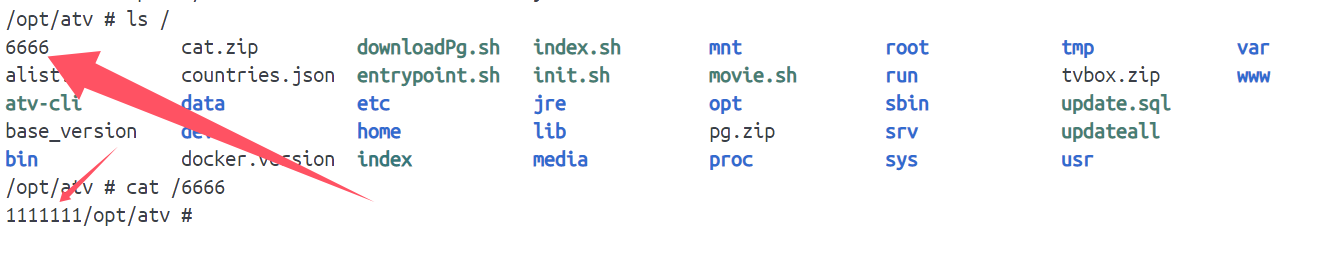 /opt/atv # ls /
6666 cat.zip downloadPg.sh index.sh mnt root tmp var
countries.json entrypoint.sh init.sh movie.sh run tvbox.zip www
atv-cli data etc jre opt sbin update.sql
base_version home lib pg.zip srv updateall
bin docker.version index media proc sys usr
/opt/atv # cat /6666
1111111/opt/atv #